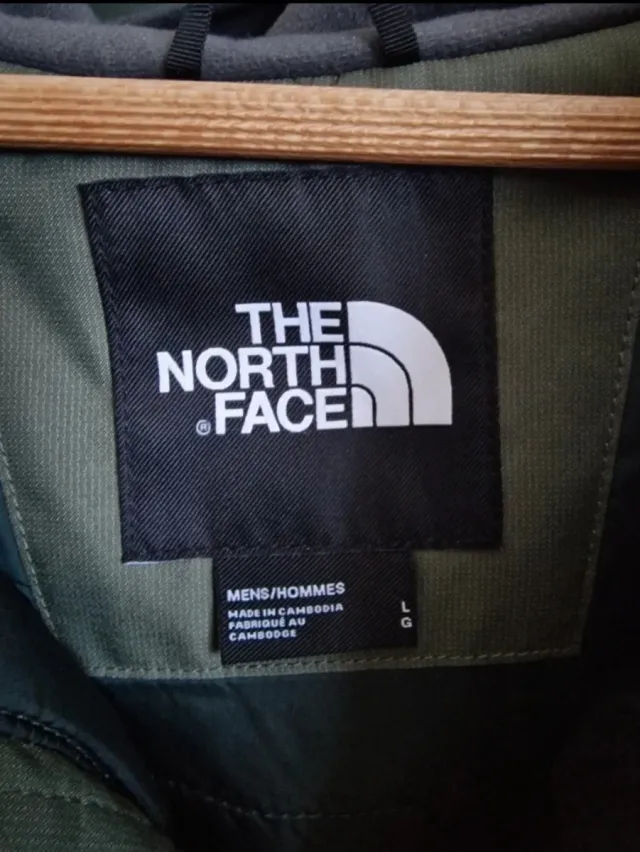 THE
NORTH
® FACE
MENS/HOMMES
MADE IN CAMBODIA
FABRIQUÉ AU
CAMBODGE
L
G